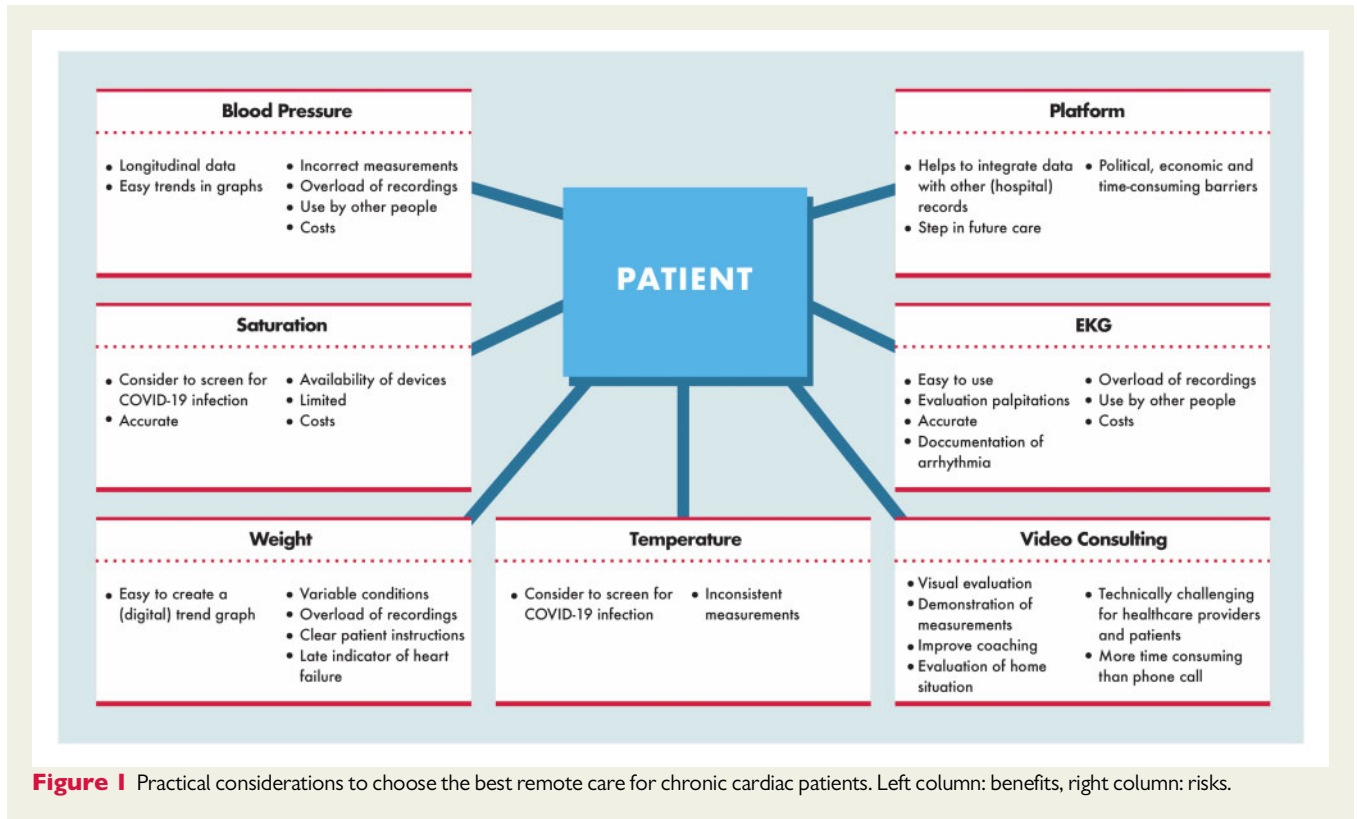 Blood Pressure
• Longitudinal data
• Easy trends in graphs
• Incorrect measurements
• Overload of recordings
• Use by other people
• Costs
Platform
• Helps to integrate data
with other (hospital)
records
• Step in future care
• Political, economic and
time-consuming barriers
PATIENT
Saturation
• Consider to screen for
COVID-19 infection
• Accurate
• Availability of devices
• Limited
• Costs
EKG
• Easy to use
• Evaluation palpitations
• Accurate
• Doccumentation of
arrhythmia
• Overload of recordings
• Use by other people
• Costs
Weight
• Easy to create a
(digital) trend graph
• Variable conditions
• Overload of recordings
• Clear patient instructions
• Late indicator of heart
failure
Temperature
• Consider to screen for
COVID-19 infection
• Inconsistent
measurements
Video Consulting
• Visual evaluation
• Demonstration of
measurements
• Improve coaching
• Evaluation of home
situation
• Technically challenging
for healthcare providers
and patients
• More time consuming
than phone call
Figure 1 Practical considerations to choose the best remote care for chronic cardiac patients. Left column: benefits, right column: risks.